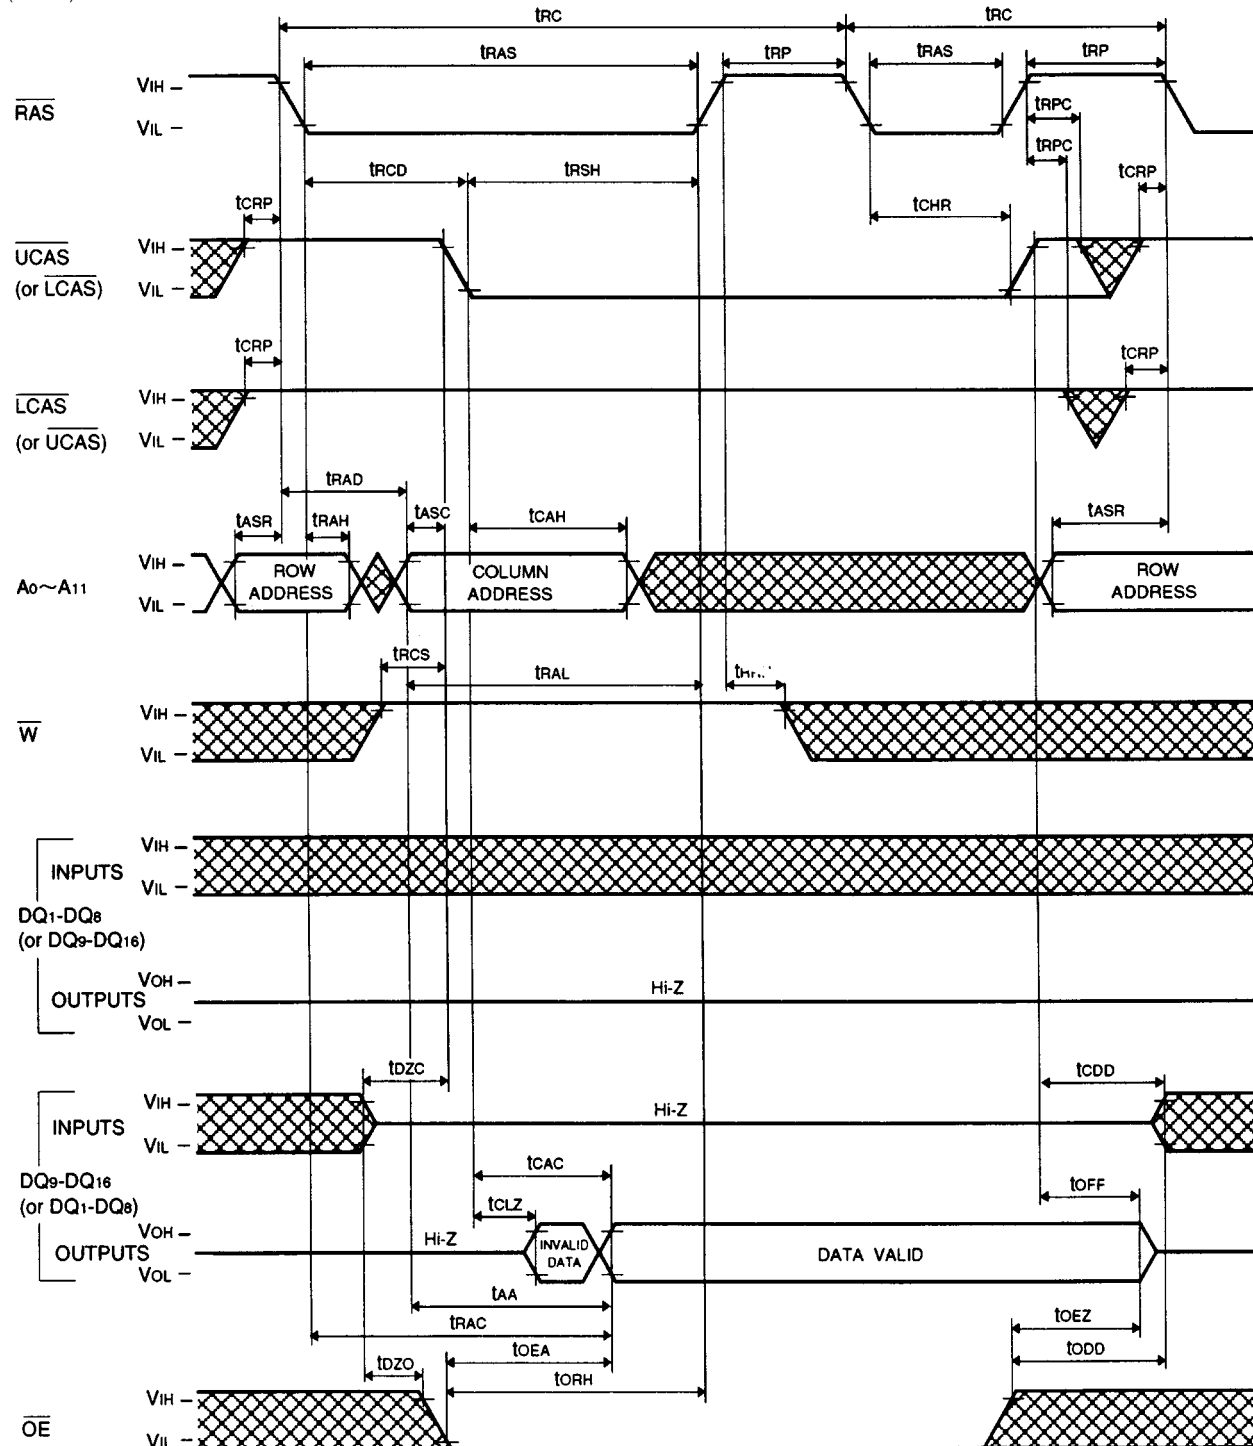 tRC tRC
tRAS tRP tRAS tRP
RAS VIH VIL
tRPC
tRPC
tRCD tRSH tCRP
tCRP tCHR
UCAS VIH
(or LCAS) VIL
tCRP tCRP
LCAS VIH
(or UCAS) VIL
tRAD
tASR tRAH tASC tCAH tASR
A0~A11 VIH VIL
ROW ADDRESS
COLUMN ADDRESS
ROW ADDRESS
tRCS tRAL
W VIH VIL
INPUTS VIH VIL
DQ1-DQ8
(or DQ9-DQ16)
OUTPUTS VOH VOL
Hi-Z
tDZC tCDD
INPUTS VIH VIL
Hi-Z
DQ9-DQ16
(or DQ1-DQ8)
tCAC tOFF
tCLZ
OUTPUTS VOH VOL
Hi-Z
INVALID DATA
DATA VALID
tAA
tRAC tOEZ
tOEA tODD
tDZO tORH
OE VIH VIL